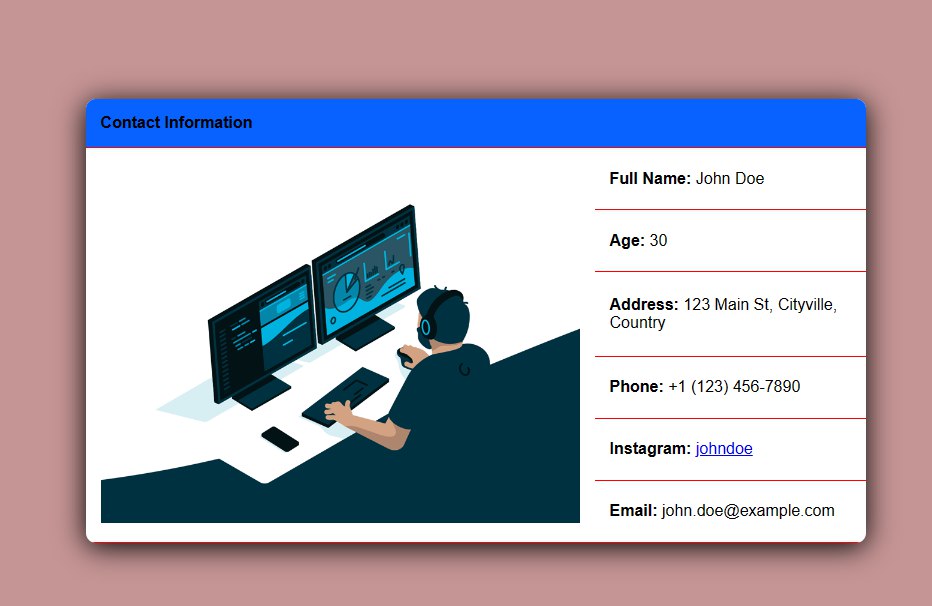 Contact Information
Full Name: John Doe
Age: 30
Address: 123 Main St, Cityville,
Country
Phone: +1 (123) 456-7890
Instagram: johndoe
Email: john.doe@example.com